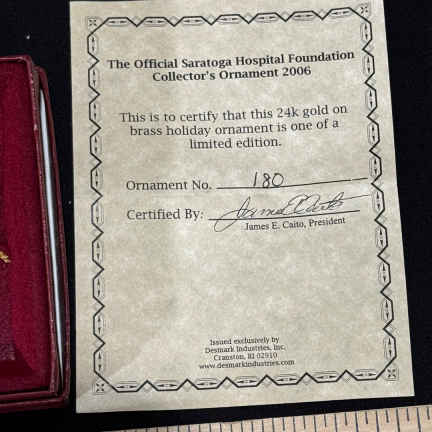 The Official Saratoga Hospital Foundation
Collector's Ornament 2006
This is to certify that this 24k gold on
brass holiday ornament is one of a
limited edition.
Ornament No. 180
Certified By: James E. Caito
James E. Caito, President
Issued exclusively by
Desmark Industries, Inc.
Cranston, RI 02910
www.desmarkindustries.com